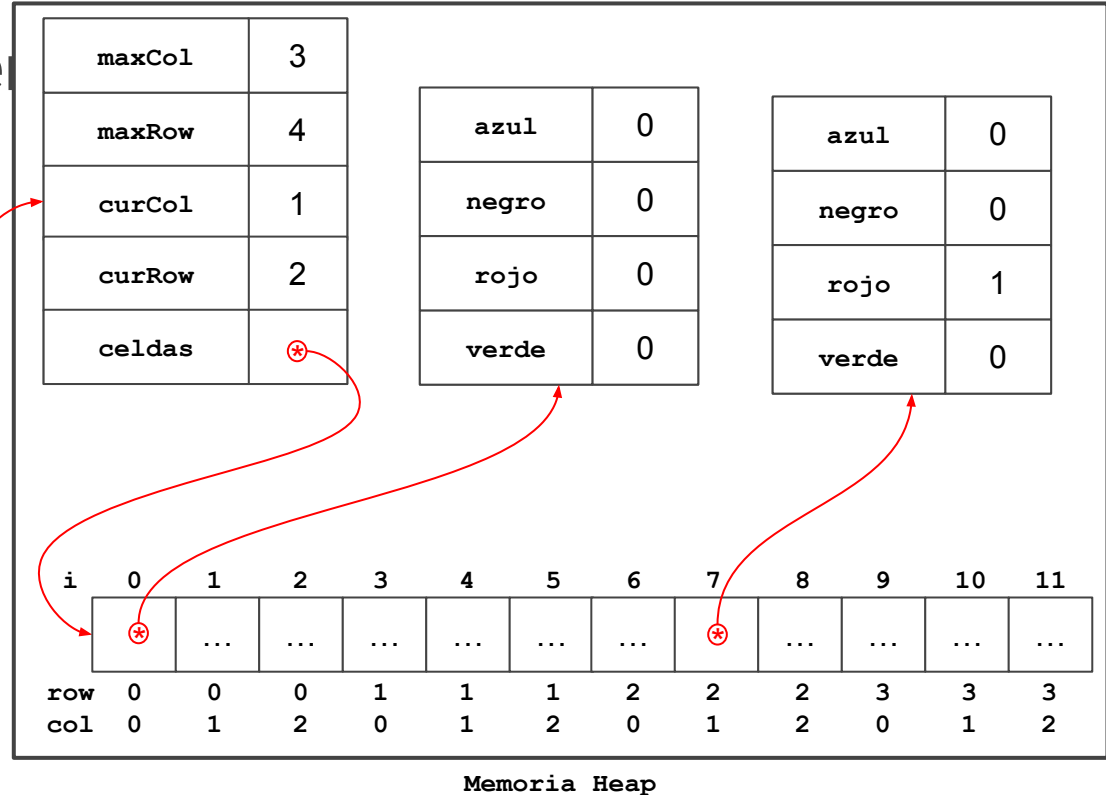 maxCol 3
maxRow 4
curCol 1
curRow 2
celdas *
azul 0
negro 0
rojo 0
verde 0
azul 0
negro 0
rojo 1
verde 0
i 0 1 2 3 4 5 6 7 8 9 10 11
* ... ... ... ... ... ... * ... ... ... ...
row 0 0 0 1 1 1 2 2 2 3 3 3
col 0 1 2 0 1 2 0 1 2 0 1 2
Memoria Heap